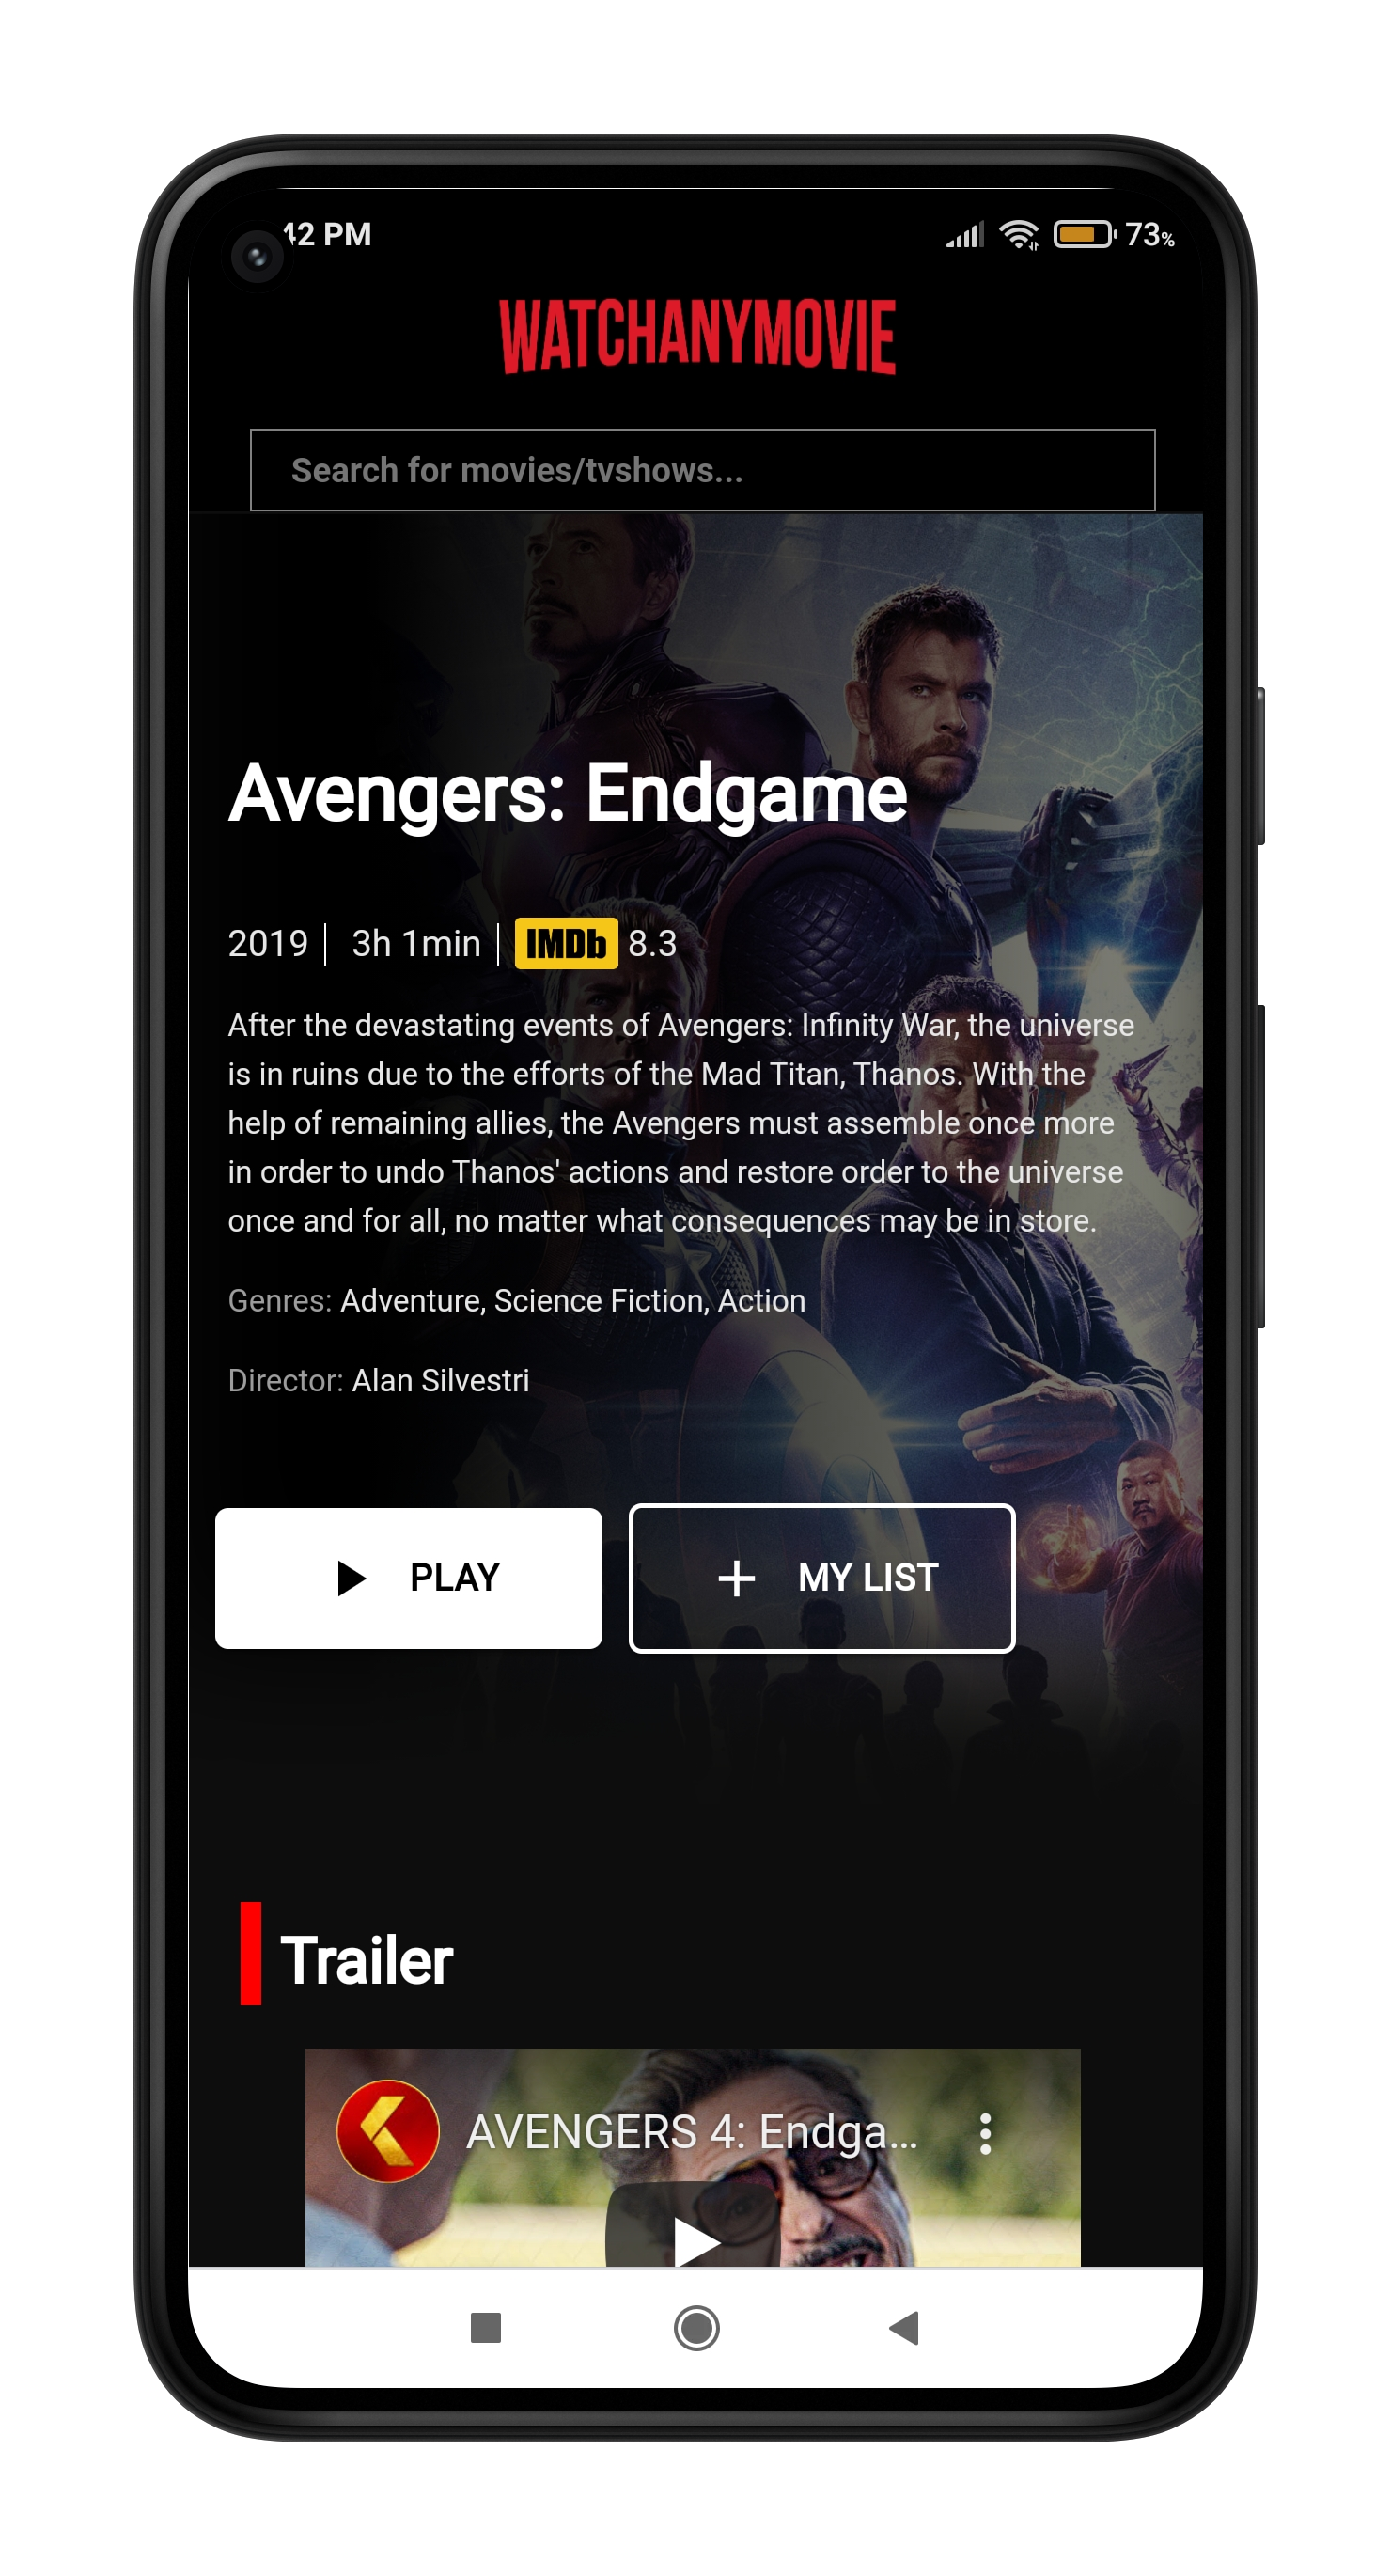 42 PM
73%
WATCHANYMOVIE
Search for movies/tvshows...
Avengers: Endgame
2019 | 3h 1min | IMDb 8.3
After the devastating events of Avengers: Infinity War, the universe
is in ruins due to the efforts of the Mad Titan, Thanos. With the
help of remaining allies, the Avengers must assemble once more
in order to undo Thanos' actions and restore order to the universe
once and for all, no matter what consequences may be in store.
Genres: Adventure, Science Fiction, Action
Director: Alan Silvestri
PLAY
MY LIST
Trailer
AVENGERS 4: Endga...